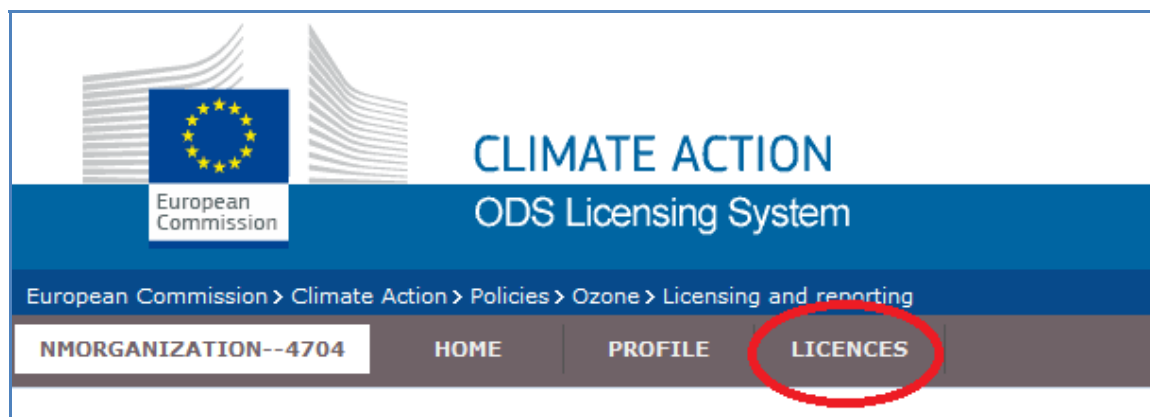 CLIMATE ACTION
European
Commission
ODS Licensing System
European Commission > Climate Action > Policies > Ozone > Licensing and reporting
NMORGANIZATION--4704 HOME PROFILE LICENCES